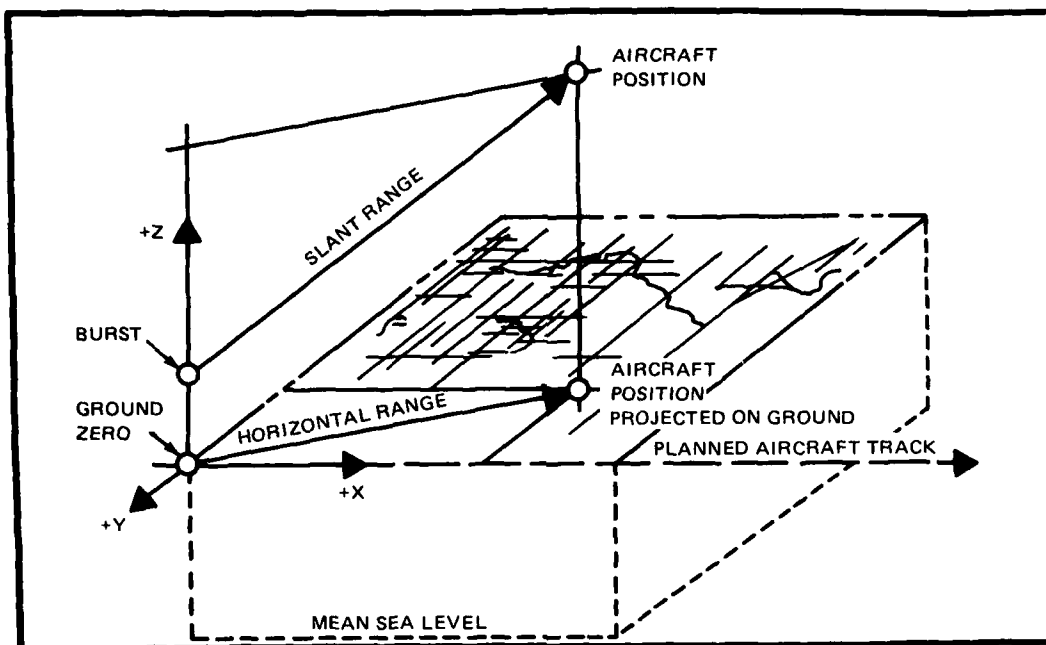 AIRCRAFT
POSITION
SLANT RANGE
+Z
BURST
GROUND
ZERO
HORIZONTAL RANGE
AIRCRAFT
POSITION
PROJECTED ON GROUND
PLANNED AIRCRAFT TRACK
+X
+Y
MEAN SEA LEVEL